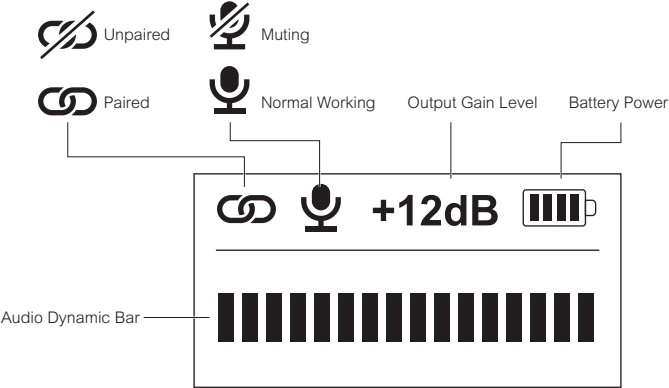 Unpaired
Muting
Paired
Normal Working
Output Gain Level
Battery Power
+12dB
Audio Dynamic Bar